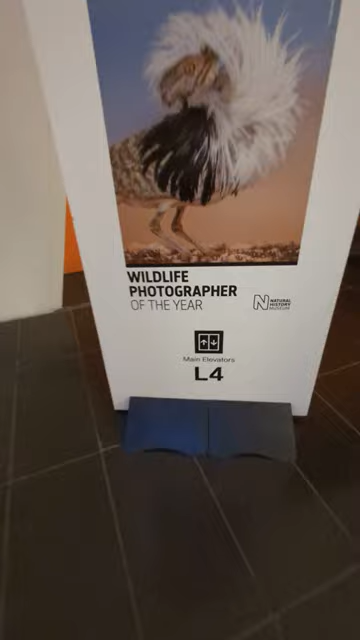 WILDLIFE
PHOTOGRAPHER
OF THE YEAR
N NATURAL
HISTORY
MUSEUM
Main Elevators
L4